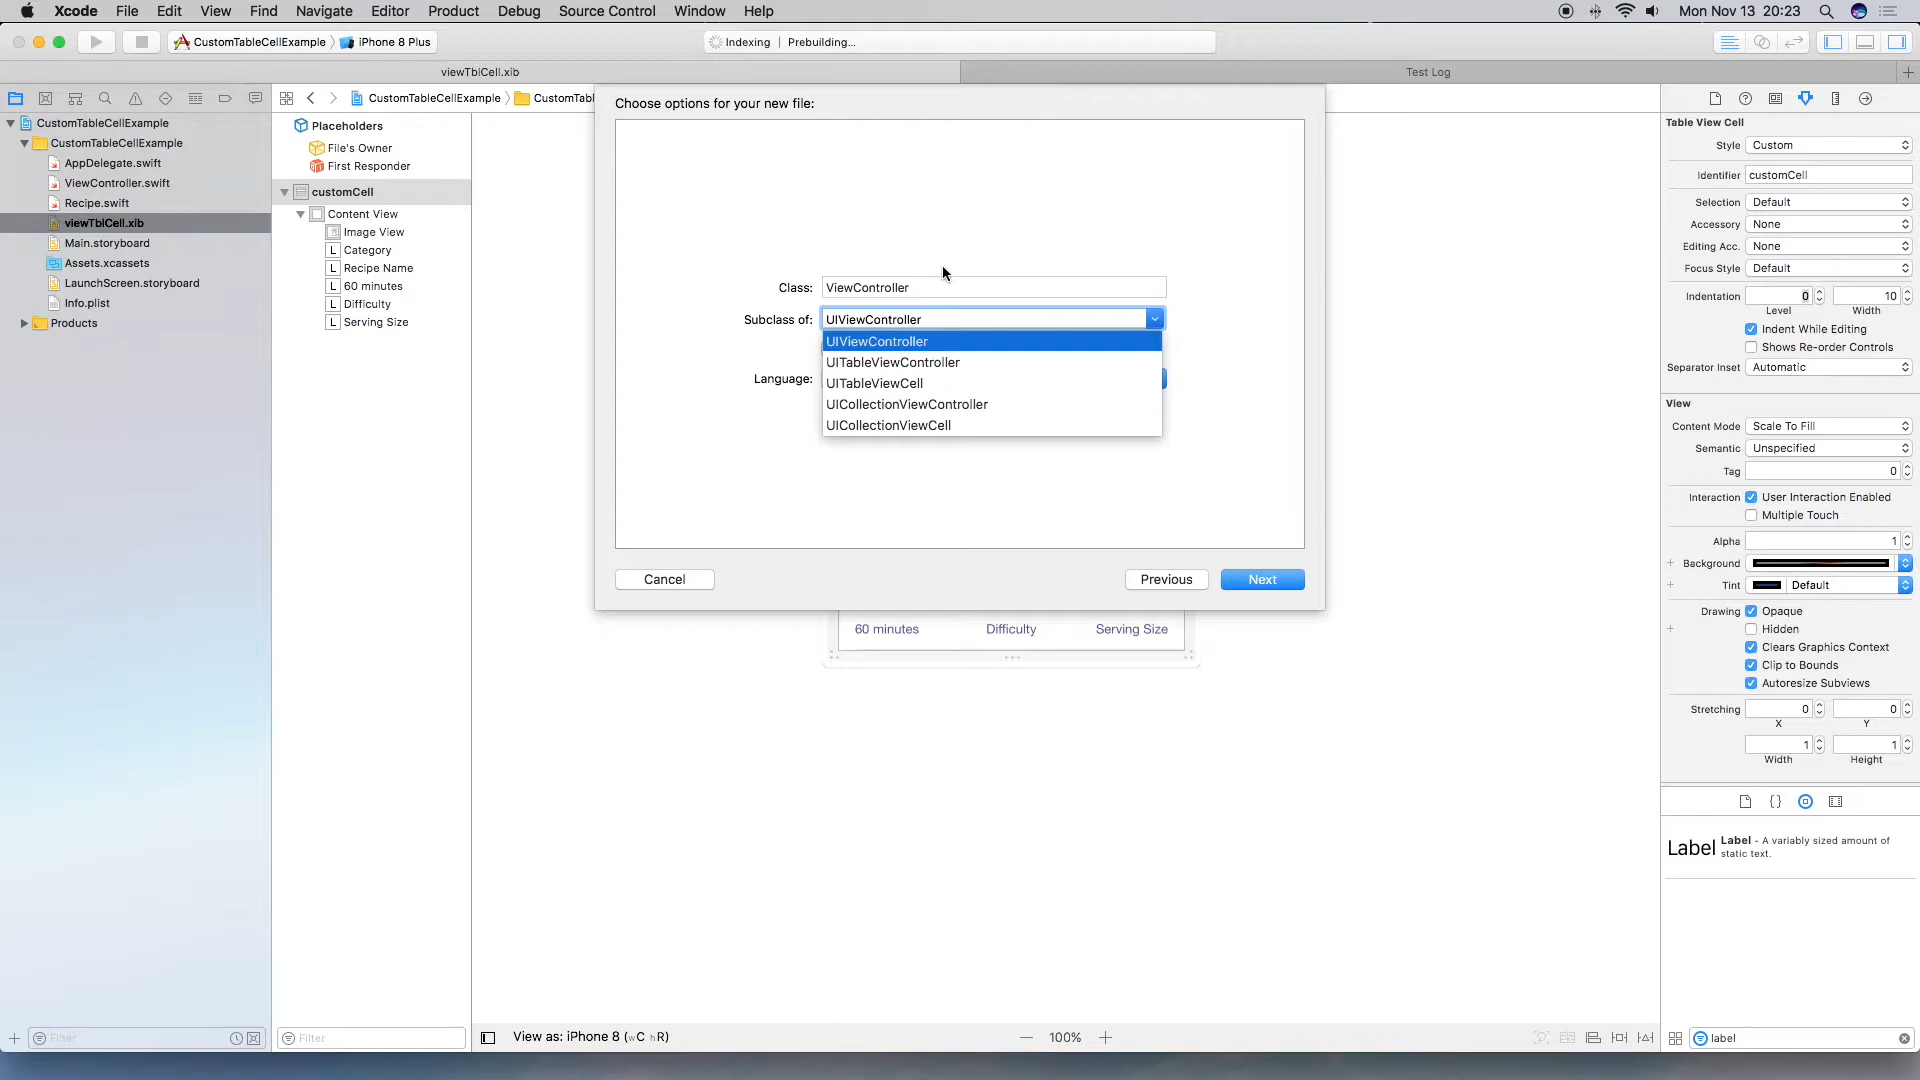 Xcode File Edit View Find Navigate Editor Product Debug Source Control Window Help Mon Nov 13 20:23
CustomTableCellExample iPhone 8 Plus Indexing Prebuilding...
viewTblCell.xib Test Log
CustomTableCellExample CustomTabl
Choose options for your new file:
CustomTableCellExample
CustomTableCellExample
AppDelegate.swift
ViewController.swift
Recipe.swift
viewTblCell.xib
Main.storyboard
Assets.xcassets
LaunchScreen.storyboard
Info.plist
Products
Placeholders
File's Owner
First Responder
customCell
Content View
Image View
L Category
L Recipe Name
L 60 minutes
L Difficulty
L Serving Size
Class: ViewController
Subclass of: UIViewController
UIViewController
UITableViewController
UITableViewCell
UICollectionViewController
UICollectionViewCell
Language:
Cancel Previous Next
60 minutes Difficulty Serving Size
Table View Cell
Style Custom
Identifier customCell
Selection Default
Accessory None
Editing Acc. None
Focus Style Default
Indentation 0 10
Level Width
Indent While Editing
Shows Re-order Controls
Separator Inset Automatic
View
Content Mode Scale To Fill
Semantic Unspecified
Tag 0
Interaction User Interaction Enabled
Multiple Touch
Alpha 1
Background
Tint Default
Drawing Opaque
Hidden
Clears Graphics Context
Clip to Bounds
Autoresize Subviews
Stretching 0 0
X Y
1 1
Width Height
Label Label - A variably sized amount of
static text.
Filter Filter View as: iPhone 8 (wC hR) 100% label